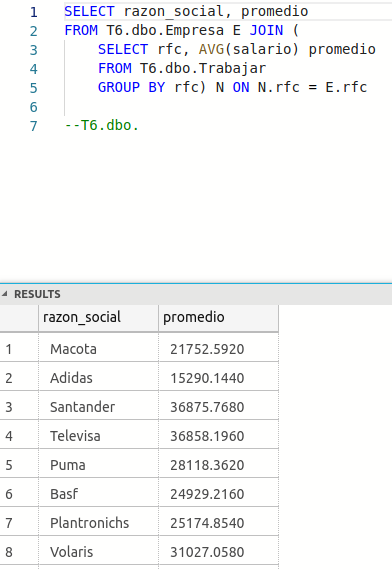 1 SELECT razon_social, promedio
2 FROM T6.dbo.Empresa E JOIN (
3 SELECT rfc, AVG(salario) promedio
4 FROM T6.dbo.Trabajar
5 GROUP BY rfc) N ON N.rfc = E.rfc
6
7 --T6.dbo.
RESULTS
razon_social promedio
1 Macota 21752.5920
2 Adidas 15290.1440
3 Santander 36875.7680
4 Televisa 36858.1960
5 Puma 28118.3620
6 Basf 24929.2160
7 Plantronichs 25174.8540
8 Volaris 31027.0580